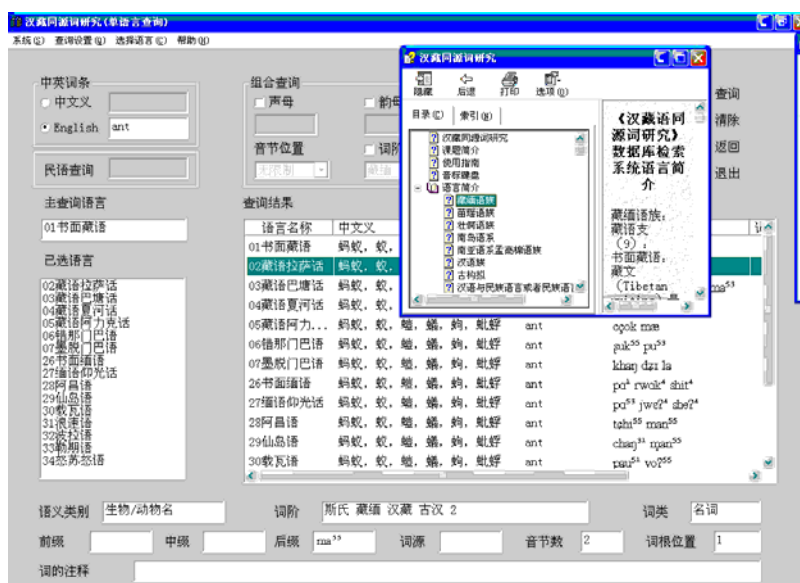 汉藏同源词研究(单语言查询)
系统(S) 查询设置(Q) 选择语言(C) 帮助(H)
中英词条
中文义
English ant
民语查询
主查询语言
01书面藏语
已选语言
02藏语拉萨话
03藏语巴塘话
04藏语夏河话
05藏语阿力克话
06错那门巴语
07墨脱门巴语
26书面缅语
27缅语仰光话
28阿昌语
29仙岛语
30载瓦语
31浪速语
32波拉语
33勒期语
34怒苏怒语
组合查询
声母
音节位置
无限制
查询
清除
返回
退出
查询结果
语言名称 中文义
01书面藏语 蚂蚁, 蚁,
02藏语拉萨话 蚂蚁, 蚁,
03藏语巴塘话 蚂蚁, 蚁,
04藏语夏河话 蚂蚁, 蚁,
05藏语阿力... 蚂蚁, 蚁, 螘, 蟻, 蚼, 蚍蜉 ant
06错那门巴语 蚂蚁, 蚁, 螘, 蟻, 蚼, 蚍蜉 ant
07墨脱门巴语 蚂蚁, 蚁, 螘, 蟻, 蚼, 蚍蜉 ant
26书面缅语 蚂蚁, 蚁, 螘, 蟻, 蚼, 蚍蜉 ant
27缅语仰光话 蚂蚁, 蚁, 螘, 蟻, 蚼, 蚍蜉 ant
28阿昌语 蚂蚁, 蚁, 螘, 蟻, 蚼, 蚍蜉 ant
29仙岛语 蚂蚁, 蚁, 螘, 蟻, 蚼, 蚍蜉 ant
30载瓦语 蚂蚁, 蚁, 螘, 蟻, 蚼, 蚍蜉 ant
汉藏同源词研究
隐藏 后退 打印 选项(O)
目录(C) 索引(N)
汉藏同源词研究
课题简介
使用指南
音标键盘
语言简介
藏缅语族
苗瑶语族
壮侗语族
南岛语系
南亚语系孟高棉语族
汉语族
古构拟
汉语与民族语言或者民族语言
《汉藏语同
源词研究》
数据库检索
系统语言简
介
藏缅语族:
藏语支
(9):
书面藏语:
藏文
(Tibetan
语义类别 生物/动物名 词阶 斯氏 藏缅 汉藏 古汉 2 词类 名词
前缀 中缀 后缀 ma⁵⁵ 词源 音节数 2 词根位置 1
词的注释